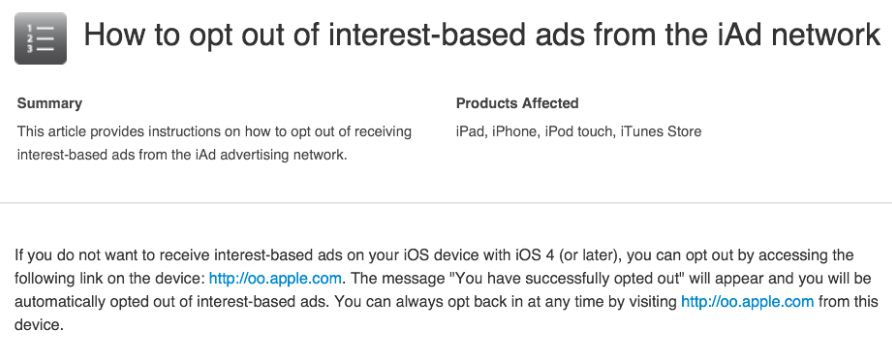 1
2
3
How to opt out of interest-based ads from the iAd network
Summary
This article provides instructions on how to opt out of receiving
interest-based ads from the iAd advertising network.
Products Affected
iPad, iPhone, iPod touch, iTunes Store
If you do not want to receive interest-based ads on your iOS device with iOS 4 (or later), you can opt out by accessing the
following link on the device: http://oo.apple.com. The message "You have successfully opted out" will appear and you will be
automatically opted out of interest-based ads. You can always opt back in at any time by visiting http://oo.apple.com from this
device.